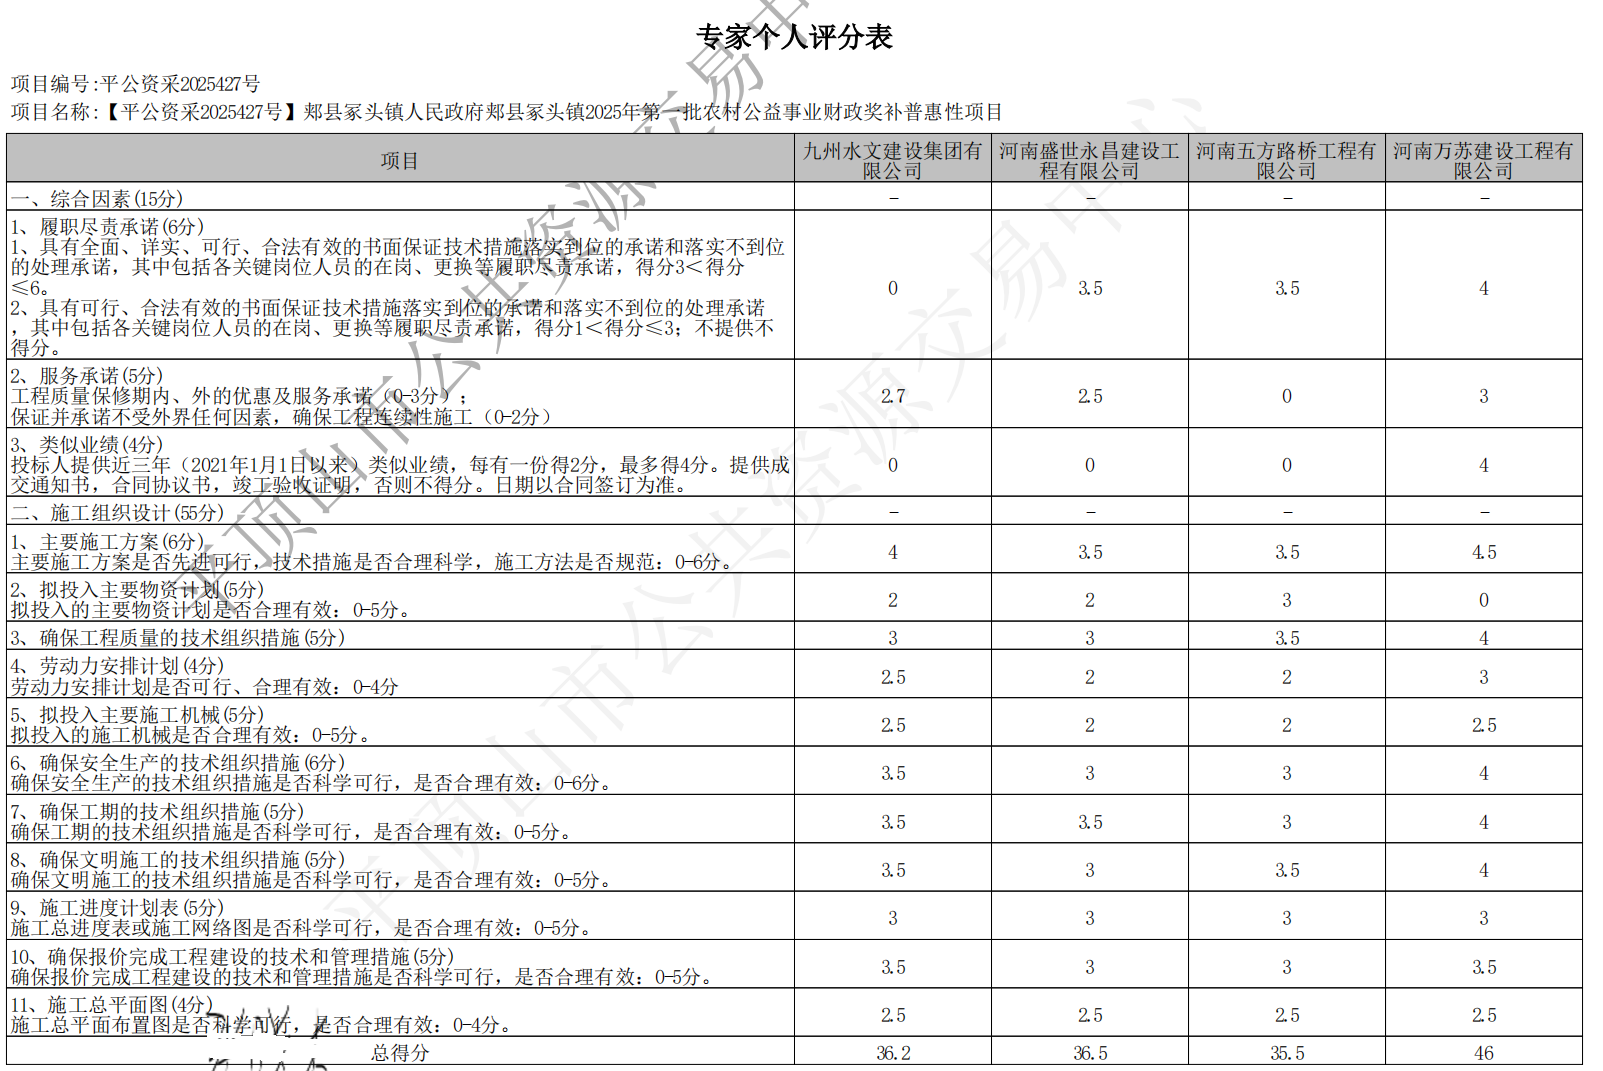 专家个人评分表
项目编号:平公资采2025427号
项目名称:【平公资采2025427号】郏县冢头镇人民政府郏县冢头镇2025年第一批农村公益事业财政奖补普惠性项目
项目 九州水文建设集团有限公司 河南盛世永昌建设工程有限公司 河南五方路桥工程有限公司 河南万苏建设工程有限公司
一、综合因素(15分) - - - -
1、履职尽责承诺(6分)
1、具有全面、详实、可行、合法有效的书面保证技术措施落实到位的承诺和落实不到位
的处理承诺，其中包括各关键岗位人员的在岗、更换等履职尽责承诺，得分3＜得分
≤6。
2、具有可行、合法有效的书面保证技术措施落实到位的承诺和落实不到位的处理承诺
，其中包括各关键岗位人员的在岗、更换等履职尽责承诺，得分1＜得分≤3；不提供不
得分。
0 3.5 3.5 4
2、服务承诺(5分)
工程质量保修期内、外的优惠及服务承诺（0-3分）；
保证并承诺不受外界任何因素，确保工程连续性施工（0-2分）
2.7 2.5 0 3
3、类似业绩(4分)
投标人提供近三年（2021年1月1日以来）类似业绩，每有一份得2分，最多得4分。提供成
交通知书，合同协议书，竣工验收证明，否则不得分。日期以合同签订为准。
0 0 0 4
二、施工组织设计(55分) - - - -
1、主要施工方案(6分)
主要施工方案是否先进可行，技术措施是否合理科学，施工方法是否规范：0-6分。
4 3.5 3.5 4.5
2、拟投入主要物资计划(5分)
拟投入的主要物资计划是否合理有效：0-5分。
2 2 3 0
3、确保工程质量的技术组织措施(5分) 3 3 3.5 4
4、劳动力安排计划(4分)
劳动力安排计划是否可行、合理有效：0-4分
2.5 2 2 3
5、拟投入主要施工机械(5分)
拟投入的施工机械是否合理有效：0-5分。
2.5 2 2 2.5
6、确保安全生产的技术组织措施(6分)
确保安全生产的技术组织措施是否科学可行，是否合理有效：0-6分。
3.5 3 3 4
7、确保工期的技术组织措施(5分)
确保工期的技术组织措施是否科学可行，是否合理有效：0-5分。
3.5 3.5 3 4
8、确保文明施工的技术组织措施(5分)
确保文明施工的技术组织措施是否科学可行，是否合理有效：0-5分。
3.5 3 3.5 4
9、施工进度计划表(5分)
施工总进度表或施工网络图是否科学可行，是否合理有效：0-5分。
3 3 3 3
10、确保报价完成工程建设的技术和管理措施(5分)
确保报价完成工程建设的技术和管理措施是否科学可行，是否合理有效：0-5分。
3.5 3 3 3.5
11、施工总平面图(4分)
施工总平面布置图是否科学可行，是否合理有效：0-4分。
2.5 2.5 2.5 2.5
总得分 36.2 36.5 35.5 46
平顶山市公共资源交易中
平顶山市公共资源交易中心